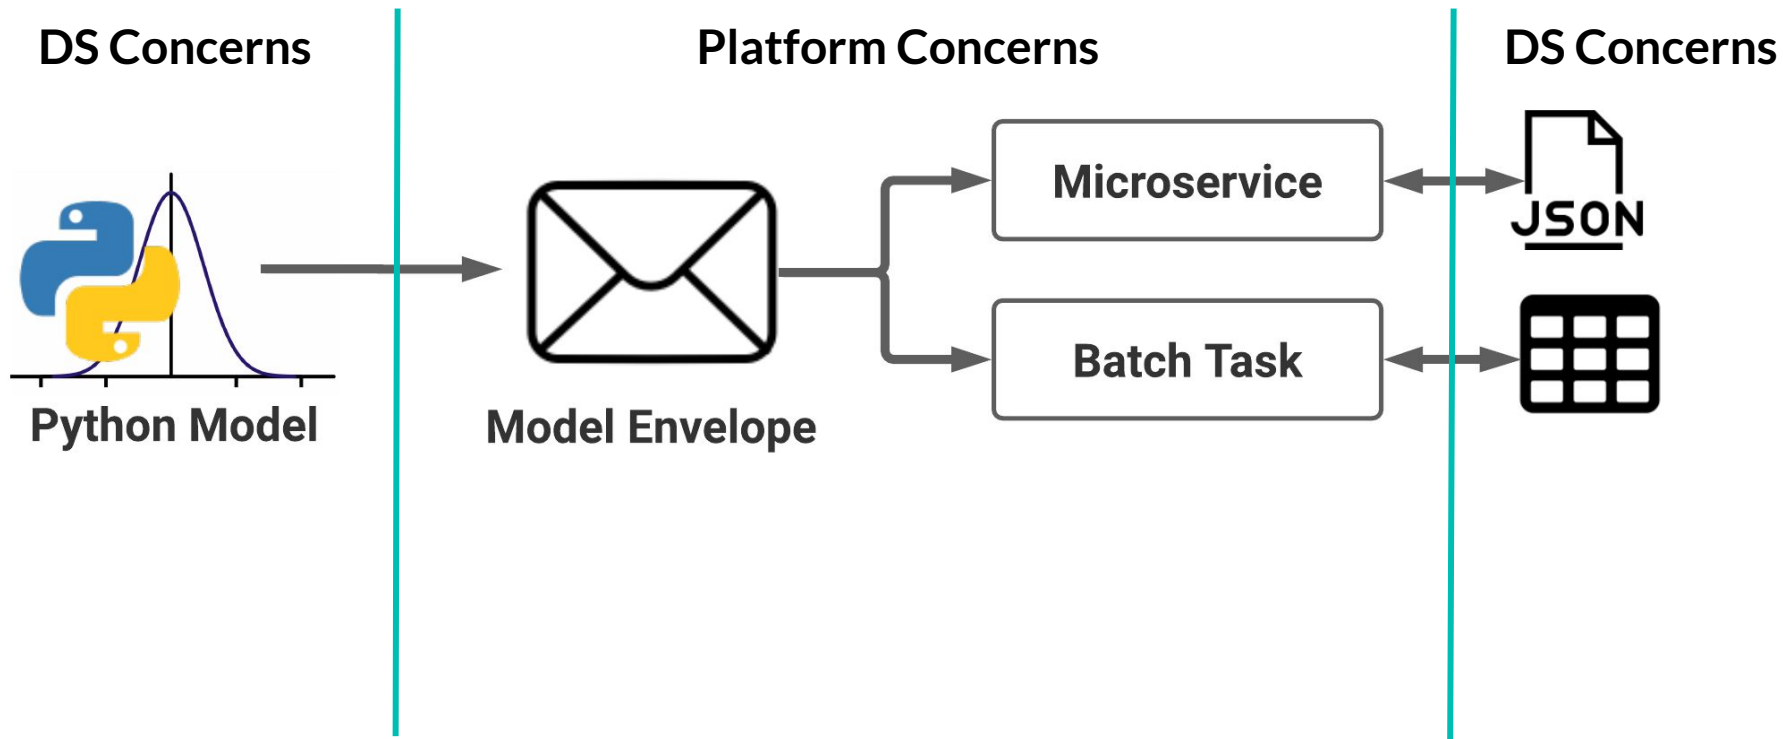 DS Concerns
Platform Concerns
DS Concerns
Python Model
Model Envelope
Microservice
Batch Task
JSON